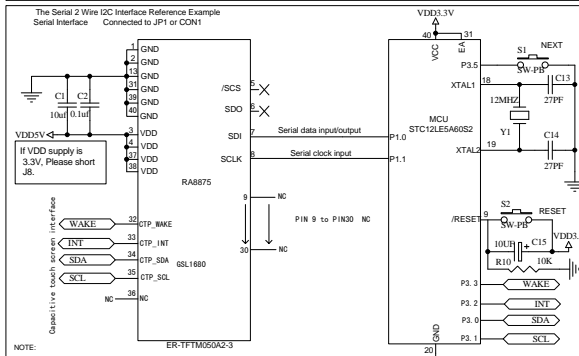 The Serial 2 Wire I2C Interface Reference Example
Serial Interface Connected to JP1 or CON1
1 GND
2 GND
13 GND
31 GND
39 GND
40 GND
C1
10uf
C2
0.1uf
VDD5V
3 VDD
4 VDD
37 VDD
38 VDD
If VDD supply is
3.3V, Please short
J8.
/SCS 5
SDO 6
SDI 7
SCLK 8
Serial data input/output
Serial clock input
RA8875
9 NC
PIN 9 to PIN30 NC
30 NC
Capacitive touch screen interface
WAKE 32 CTP_WAKE
INT 33 CTP_INT
SDA 34 CTP_SDA
SCL 35 CTP_SCL
GSL1680
NC 36 NC
ER-TFTM050A2-3
NOTE:
VDD3.3V
40 31
VCC EA
P3.5
S1 NEXT
SW-PB
XTAL1 18
C13
27PF
12MHZ
Y1
MCU
STC12LE5A60S2
P1.0
P1.1
XTAL2 19
C14
27PF
S2
RESET
SW-PB
/RESET 9
VDD3.
10UF C15
R10 10K
P3.3 WAKE
P3.2 INT
P3.0 SDA
P3.1 SCL
GND
20